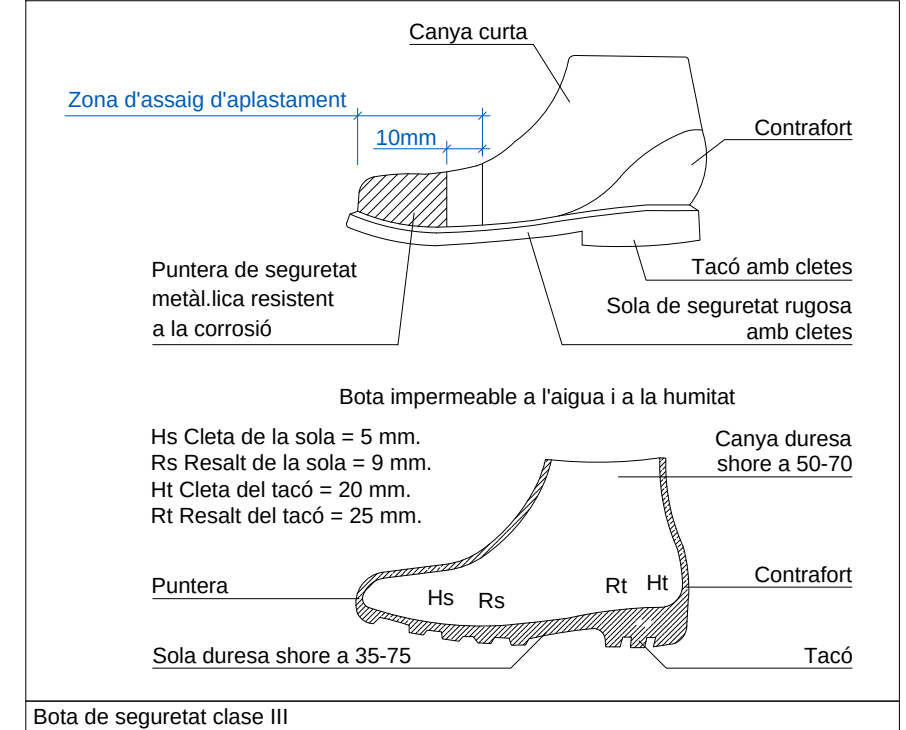 Canya curta
Zona d'assaig d'aplastament
10mm
Contrafort
Puntera de seguretat
metàl.lica resistent
a la corrosió
Tacó amb cletes
Sola de seguretat rugosa
amb cletes
Bota impermeable a l'aigua i a la humitat
Hs Cleta de la sola = 5 mm.
Rs Resalt de la sola = 9 mm.
Ht Cleta del tacó = 20 mm.
Rt Resalt del tacó = 25 mm.
Canya duresa
shore a 50-70
Puntera
Hs Rs
Rt Ht
Contrafort
Sola duresa shore a 35-75
Tacó
Bota de seguretat clase III